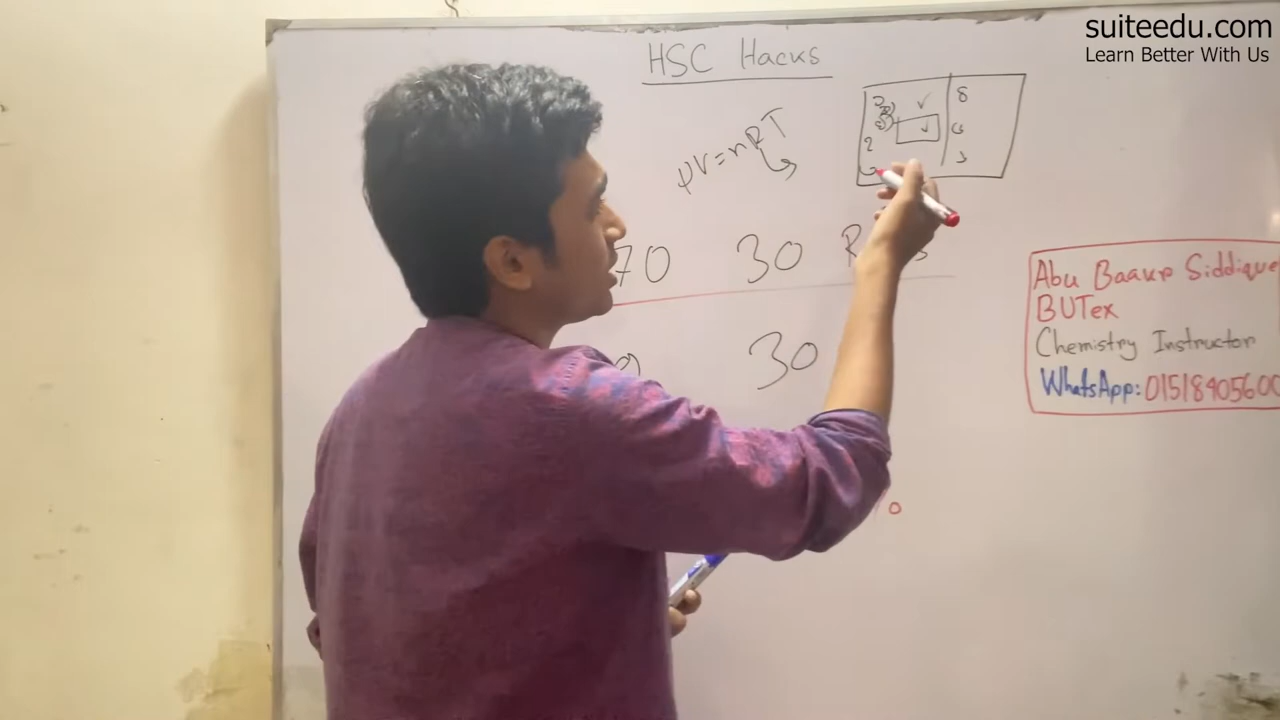 suiteedu.com
Learn Better With Us
HSC Hacks
PV=nRT
8
2
70 30
30
Abu Baakr Siddique
BUTex
Chemistry Instructor
WhatsApp: 01518405600